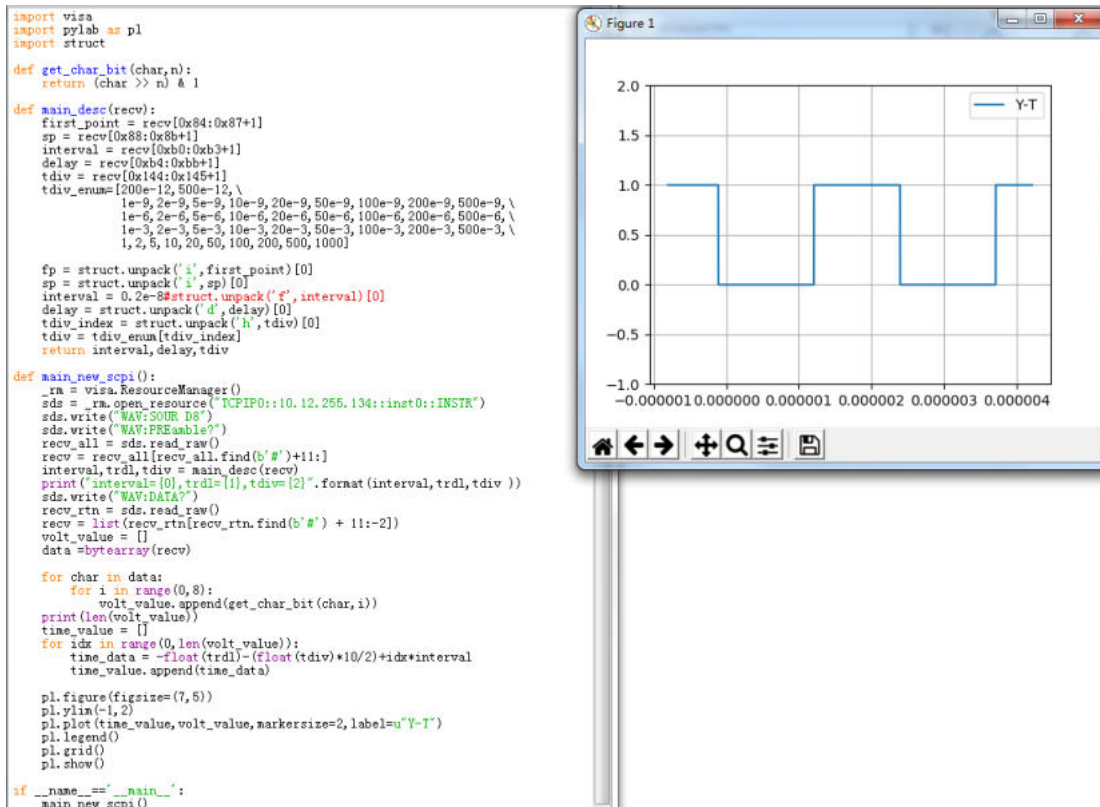 import visa
import pylab as pl
import struct

def get_char_bit(char,n):
    return (char >> n) & 1

def main_desc(recv):
    first_point = recv[0x84:0x87+1]
    sp = recv[0x88:0x8b+1]
    interval = recv[0xb0:0xb3+1]
    delay = recv[0xb4:0xbb+1]
    tdiv = recv[0x144:0x145+1]
    tdiv_enum=[200e-12,500e-12,\
            1e-9,2e-9,5e-9,10e-9,20e-9,50e-9,100e-9,200e-9,500e-9,\
            1e-6,2e-6,5e-6,10e-6,20e-6,50e-6,100e-6,200e-6,500e-6,\
            1e-3,2e-3,5e-3,10e-3,20e-3,50e-3,100e-3,200e-3,500e-3,\
            1,2,5,10,20,50,100,200,500,1000]

    fp = struct.unpack('i',first_point)[0]
    sp = struct.unpack('i',sp)[0]
    interval = 0.2e-8#struct.unpack('f',interval)[0]
    delay = struct.unpack('d',delay)[0]
    tdiv_index = struct.unpack('h',tdiv)[0]
    tdiv = tdiv_enum[tdiv_index]
    return interval,delay,tdiv

def main_new_scpi():
    _rm = visa.ResourceManager()
    sds = _rm.open_resource("TCPIP0::10.12.255.134::inst0::INSTR")
    sds.write("WAV:SOUR D8")
    sds.write("WAV:PREamble?")
    recv_all = sds.read_raw()
    recv = recv_all[recv_all.find(b'#')+11:]
    interval,trdl,tdiv = main_desc(recv)
    print("interval={0},trdl={1},tdiv={2}".format(interval,trdl,tdiv ))
    sds.write("WAV:DATA?")
    recv_rtn = sds.read_raw()
    recv = list(recv_rtn[recv_rtn.find(b'#') + 11:-2])
    volt_value = []
    data =bytearray(recv)

    for char in data:
        for i in range(0,8):
            volt_value.append(get_char_bit(char,i))
    print(len(volt_value))
    time_value = []
    for idx in range(0,len(volt_value)):
        time_data = -float(trdl)-(float(tdiv)*10/2)+idx*interval
        time_value.append(time_data)

    pl.figure(figsize=(7,5))
    pl.ylim(-1,2)
    pl.plot(time_value,volt_value,markersize=2,label=u"Y-T")
    pl.legend()
    pl.grid()
    pl.show()

if __name__=='__main__':
    main_new_scpi()
Figure 1
Y-T
2.0
1.5
1.0
0.5
0.0
−0.5
−1.0
−0.000001 0.000000 0.000001 0.000002 0.000003 0.000004